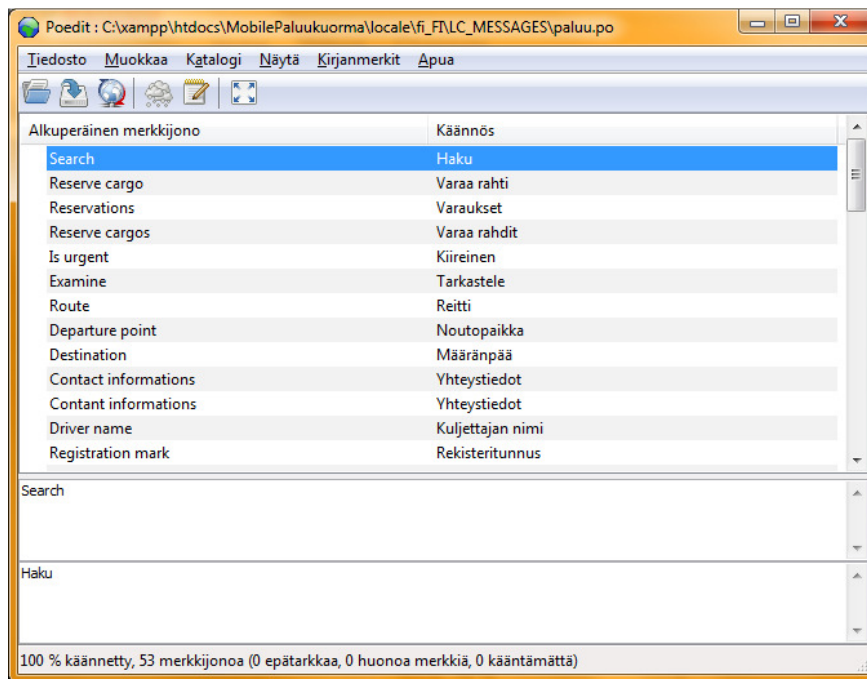 Poedit : C:\xampp\htdocs\MobilePaluukuorma\locale\fi_FI\LC_MESSAGES\paluu.po
Tiedosto Muokkaa Katalogi Näytä Kirjanmerkit Apua
Alkuperäinen merkkijono Käännös
Search Haku
Reserve cargo Varaa rahti
Reservations Varaukset
Reserve cargos Varaa rahdit
Is urgent Kiireinen
Examine Tarkastele
Route Reitti
Departure point Noutopaikka
Destination Määränpää
Contact informations Yhteystiedot
Contant informations Yhteystiedot
Driver name Kuljettajan nimi
Registration mark Rekisteritunnus
Search
Haku
100 % käännetty, 53 merkkijonoa (0 epätarkkaa, 0 huonoa merkkiä, 0 kääntämättä)